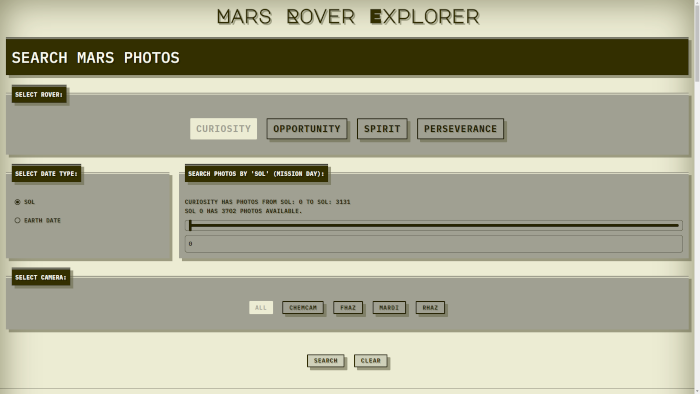 MARS ROVER EXPLORER
SEARCH MARS PHOTOS
SELECT ROVER:
CURIOSITY
OPPORTUNITY
SPIRIT
PERSEVERANCE
SELECT DATE TYPE:
SOL
EARTH DATE
SEARCH PHOTOS BY 'SOL' (MISSION DAY):
CURIOSITY HAS PHOTOS FROM SOL: 0 TO SOL: 3131
SOL 0 HAS 3702 PHOTOS AVAILABLE.
0
SELECT CAMERA:
ALL
CHEMCAM
FHAZ
MARDI
RHAZ
SEARCH
CLEAR